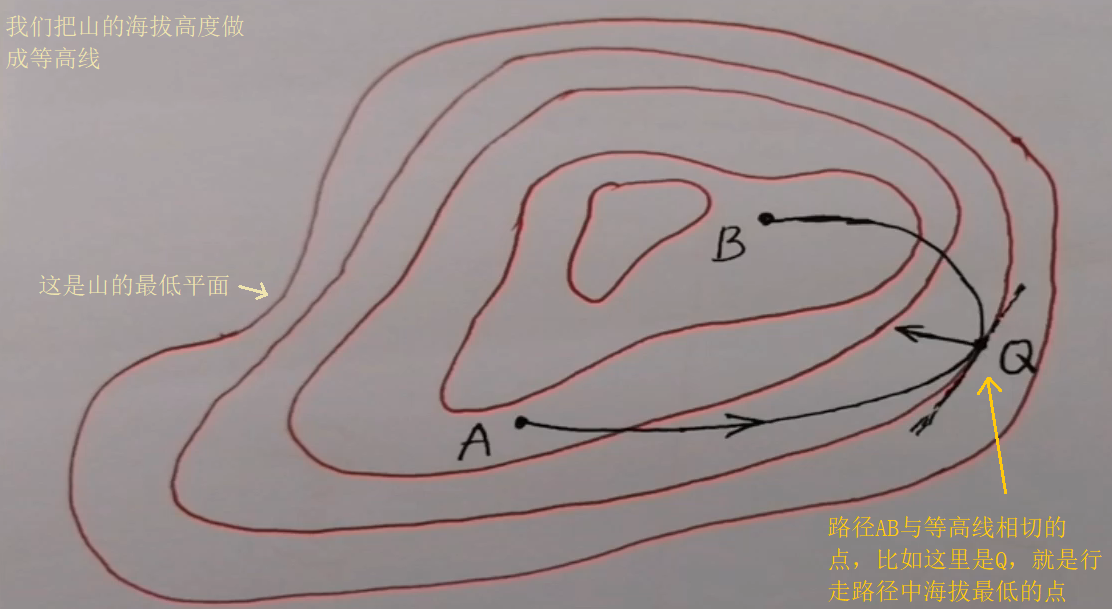 我们把山的海拔高度做
成等高线
这是山的最低平面
B
Q
A
路径AB与等高线相切的
点，比如这里是Q，就是行
走路径中海拔最低的点